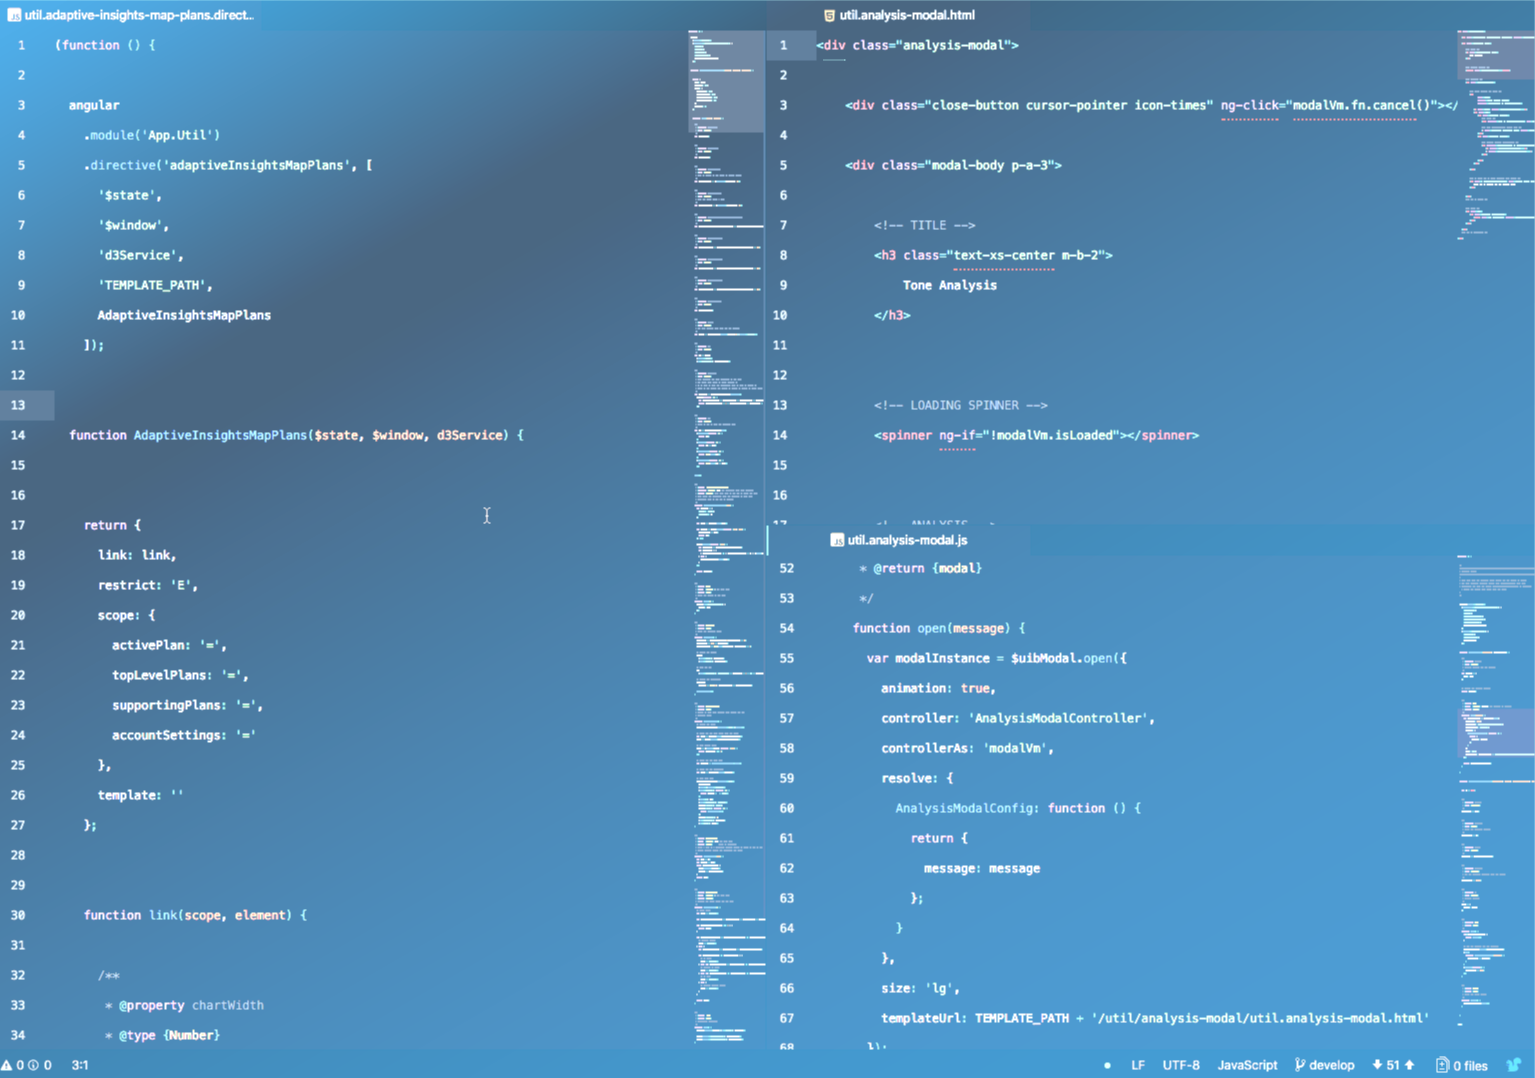 util.adaptive-insights-map-plans.direct...
1 (function () {
2
3 angular
4 .module('App.Util')
5 .directive('adaptiveInsightsMapPlans', [
6 '$state',
7 '$window',
8 'd3Service',
9 'TEMPLATE_PATH',
10 AdaptiveInsightsMapPlans
11 ]);
12
13
14 function AdaptiveInsightsMapPlans($state, $window, d3Service) {
15
16
17 return {
18 link: link,
19 restrict: 'E',
20 scope: {
21 activePlan: '=',
22 topLevelPlans: '=',
23 supportingPlans: '=',
24 accountSettings: '='
25 },
26 template: ''
27 };
28
29
30 function link(scope, element) {
31
32 /**
33 * @property chartWidth
34 * @type {Number}
util.analysis-modal.html
1 <div class="analysis-modal">
2
3 <div class="close-button cursor-pointer icon-times" ng-click="modalVm.fn.cancel()"></
4
5 <div class="modal-body p-a-3">
6
7 <!-- TITLE -->
8 <h3 class="text-xs-center m-b-2">
9 Tone Analysis
10 </h3>
11
12
13 <!-- LOADING SPINNER -->
14 <spinner ng-if="!modalVm.isLoaded"></spinner>
15
16
17 <!-- ANALYSIS -->
util.analysis-modal.js
52 * @return {modal}
53 */
54 function open(message) {
55 var modalInstance = $uibModal.open({
56 animation: true,
57 controller: 'AnalysisModalController',
58 controllerAs: 'modalVm',
59 resolve: {
60 AnalysisModalConfig: function () {
61 return {
62 message: message
63 };
64 }
65 },
66 size: 'lg',
67 templateUrl: TEMPLATE_PATH + '/util/analysis-modal/util.analysis-modal.html'
68 });
0 0 3:1 LF UTF-8 JavaScript develop 51 0 files